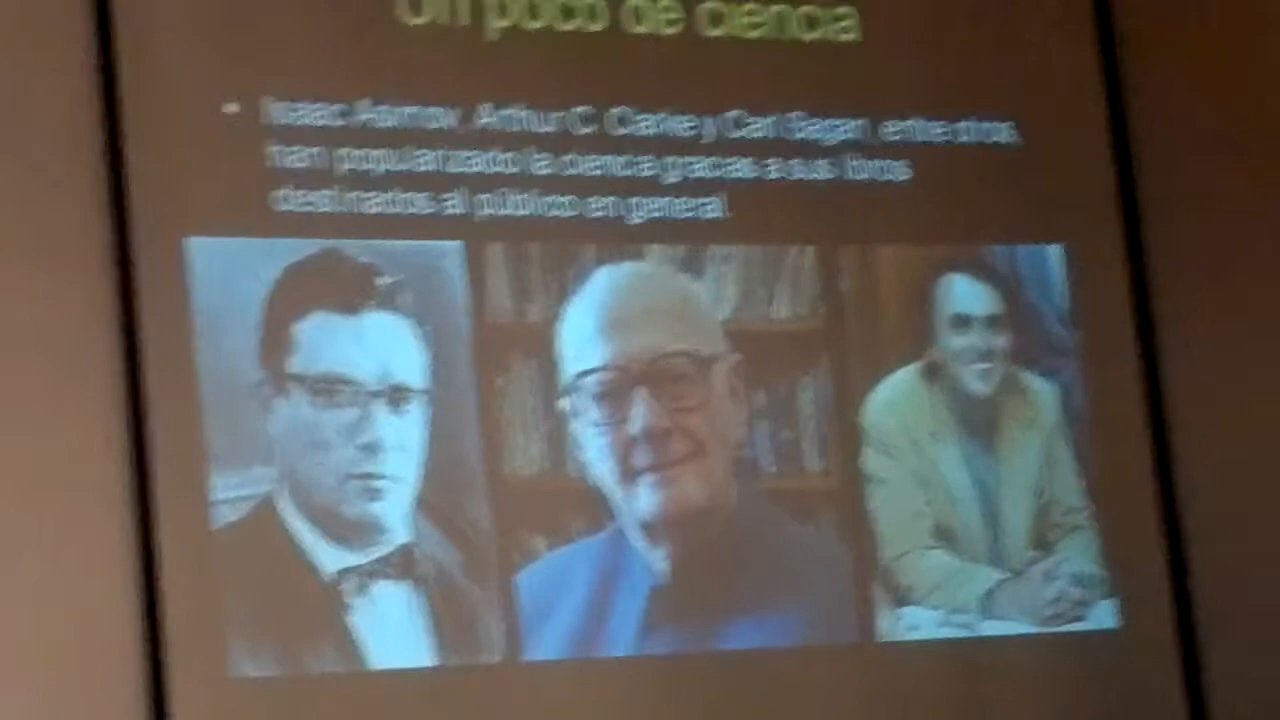 Un poco de ciencia
Isaac Asimov, Arthur C. Clarke y Carl Sagan, entre otros,
han popularizado la ciencia gracias a sus libros
destinados al público en general.